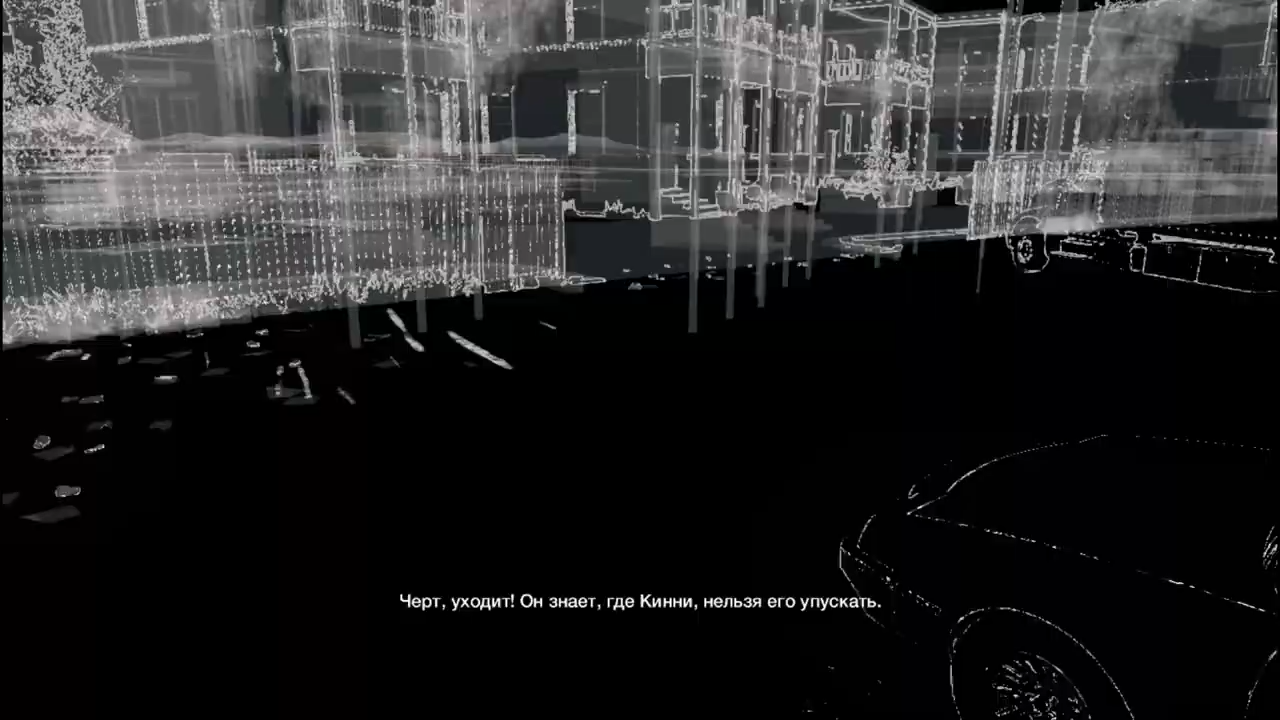 Черт, уходит! Он знает, где Кинни, нельзя его упускать.